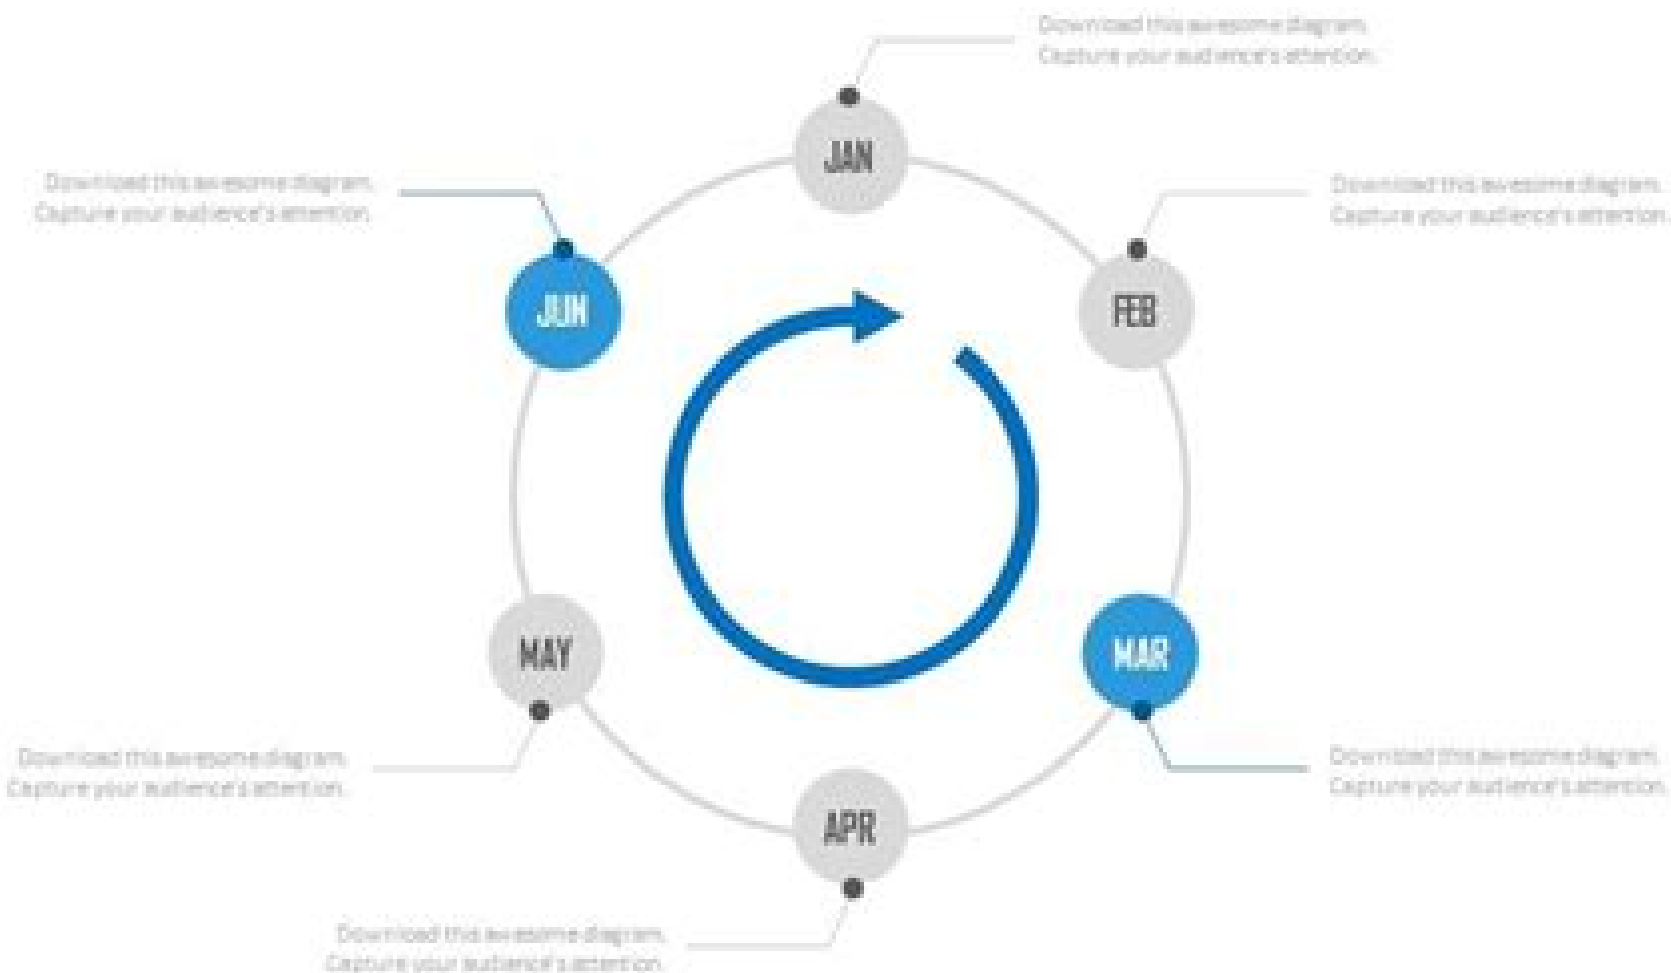 Download this awesome diagram.
Capture your audience's attention.
JAN
Download this awesome diagram.
Capture your audience's attention.
FEB
MAR
Download this awesome diagram.
Capture your audience's attention.
APR
Download this awesome diagram.
Capture your audience's attention.
MAY
Download this awesome diagram.
Capture your audience's attention.
JUN
Download this awesome diagram.
Capture your audience's attention.